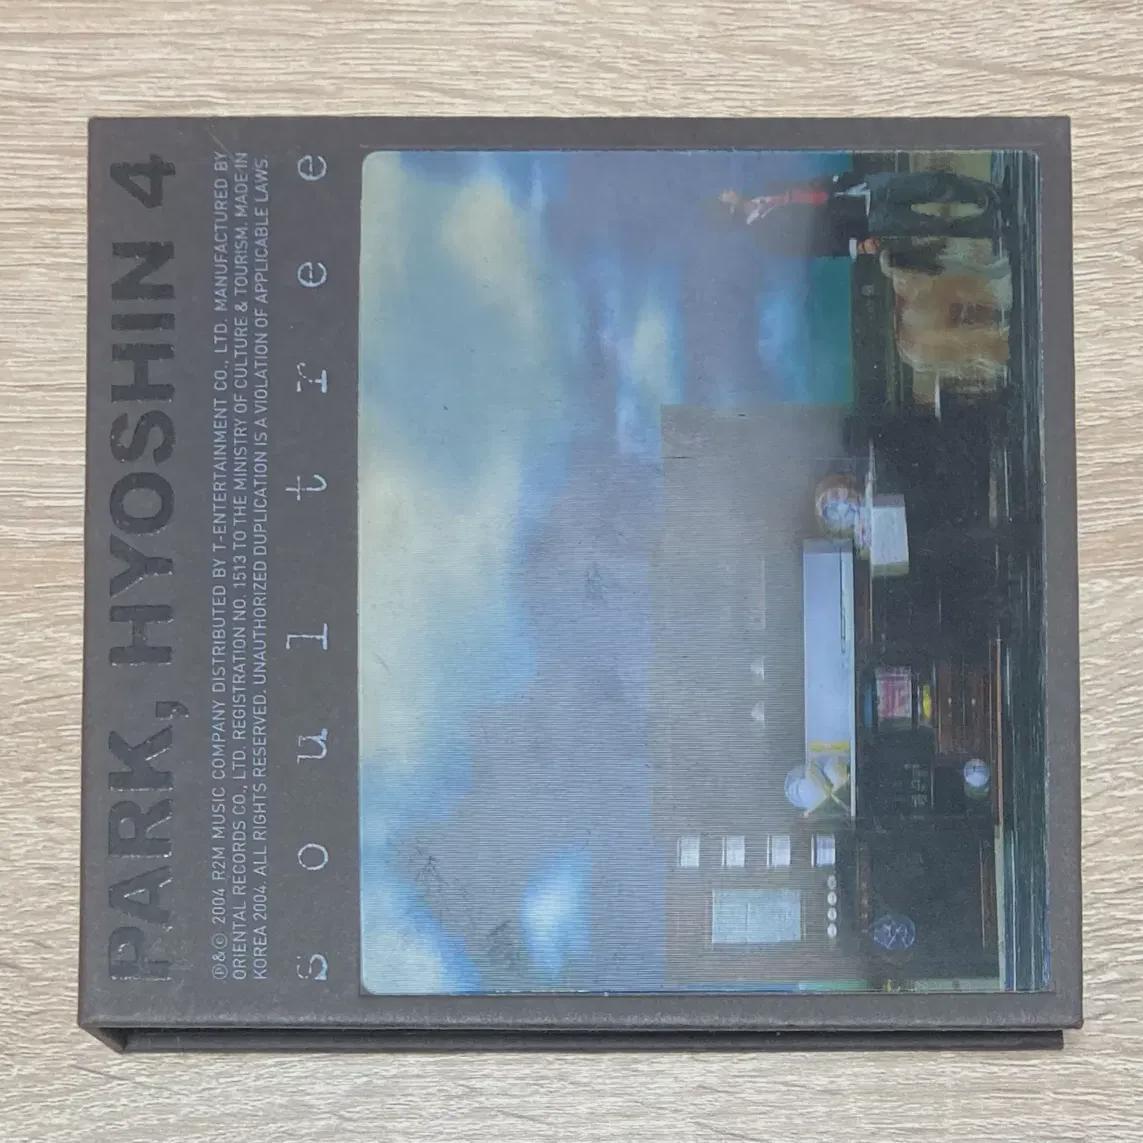 PARK, HYOSHIN 4
℗&© 2004 R2M MUSIC COMPANY DISTRIBUTED BY T-ENTERTAINMENT CO., LTD. MANUFACTURED BY
ORIENTAL RECORDS CO., LTD. REGISTRATION NO. 1513 TO THE MINISTRY OF CULTURE & TOURISM. MADE IN
KOREA 2004. ALL RIGHTS RESERVED. UNAUTHORIZED DUPLICATION IS A VIOLATION OF APPLICABLE LAWS.
soultree